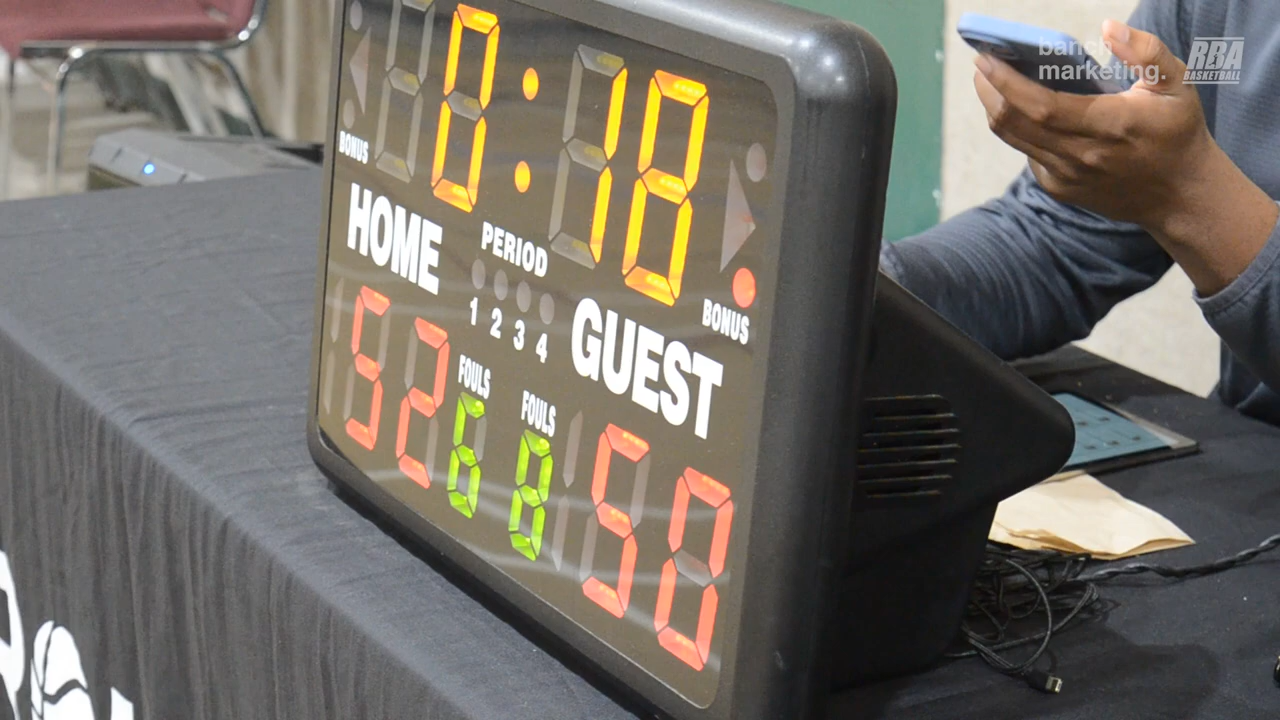 banch
marketing.
RBA
BASKETBALL
0:18
BONUS
HOME
PERIOD
1 2 3 4
BONUS
GUEST
FOULS
FOULS
52
6
8
50